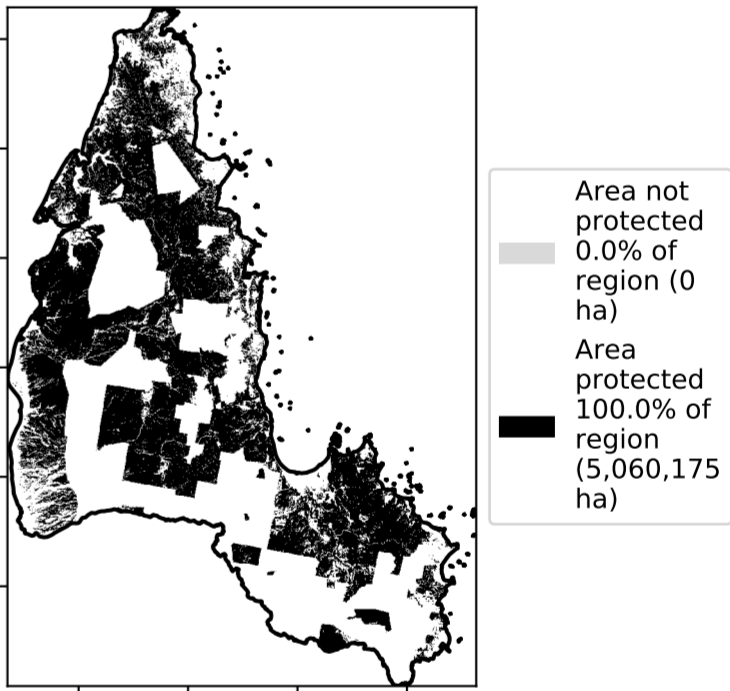 Area not
protected
0.0% of
region (0
ha)
Area
protected
100.0% of
region
(5,060,175
ha)